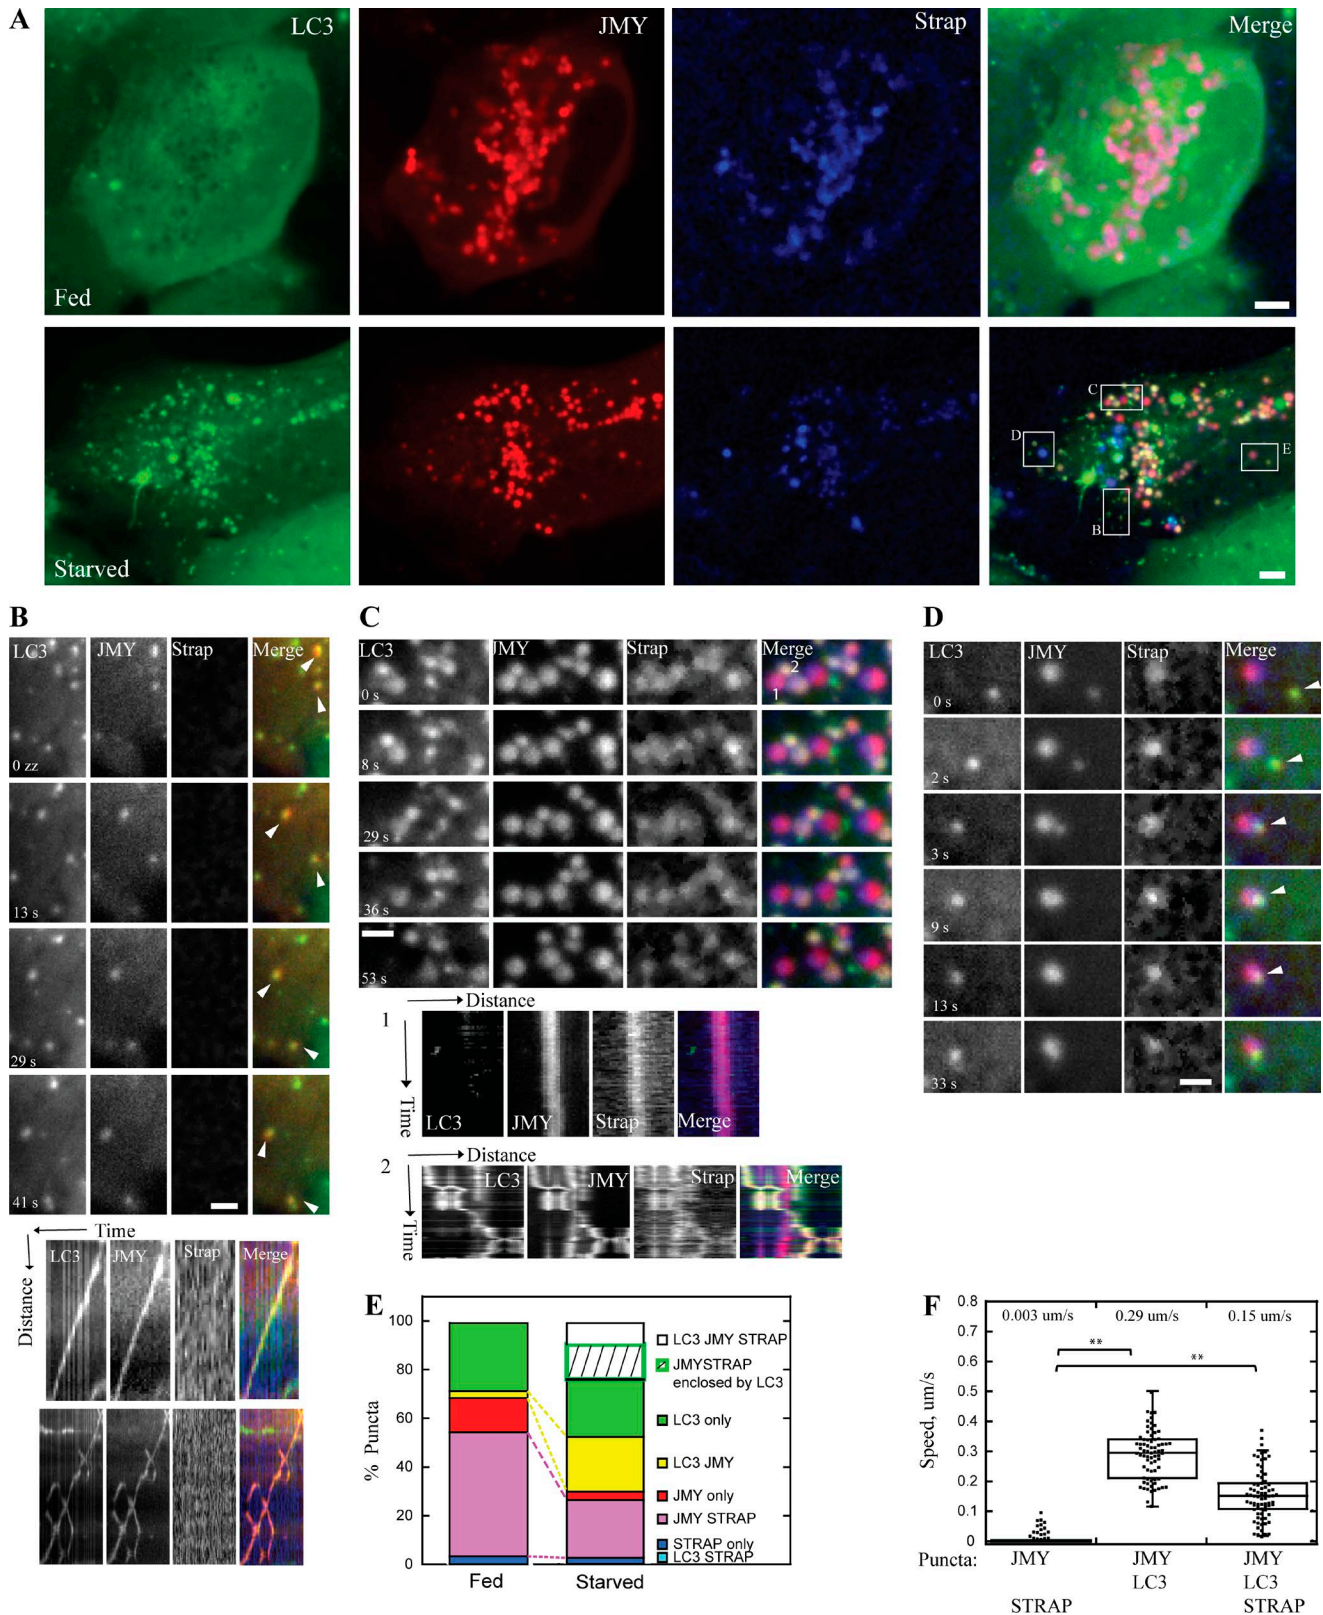 A
LC3
JMY
Strap
Merge
Fed
Starved
C
D
E
B
B
LC3
JMY
Strap
Merge
0 zz
13 s
29 s
41 s
Time
Distance
LC3
JMY
Strap
Merge
C
LC3
JMY
Strap
Merge
2
1
0 s
8 s
29 s
36 s
53 s
Distance
1
Time
LC3
JMY
Strap
Merge
Distance
2
Time
LC3
JMY
Strap
Merge
D
LC3
JMY
Strap
Merge
0 s
2 s
3 s
9 s
13 s
33 s
E
% Puncta
100
80
60
40
20
0
Fed
Starved
LC3 JMY STRAP
JMYSTRAP
enclosed by LC3
LC3 only
LC3 JMY
JMY only
JMY STRAP
STRAP only
LC3 STRAP
F
Speed, um/s
0.8
0.7
0.6
0.5
0.4
0.3
0.2
0.1
0
0.003 um/s
0.29 um/s
0.15 um/s
**
**
Puncta:
JMY
JMY
JMY
LC3
LC3
STRAP
STRAP